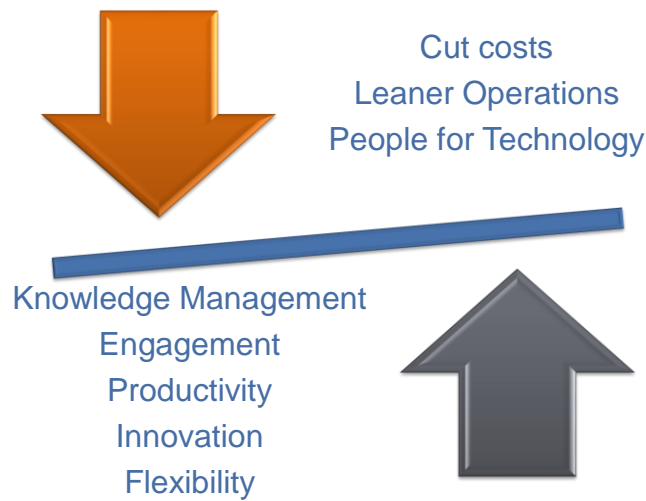 Cut costs
Leaner Operations
People for Technology
Knowledge Management
Engagement
Productivity
Innovation
Flexibility